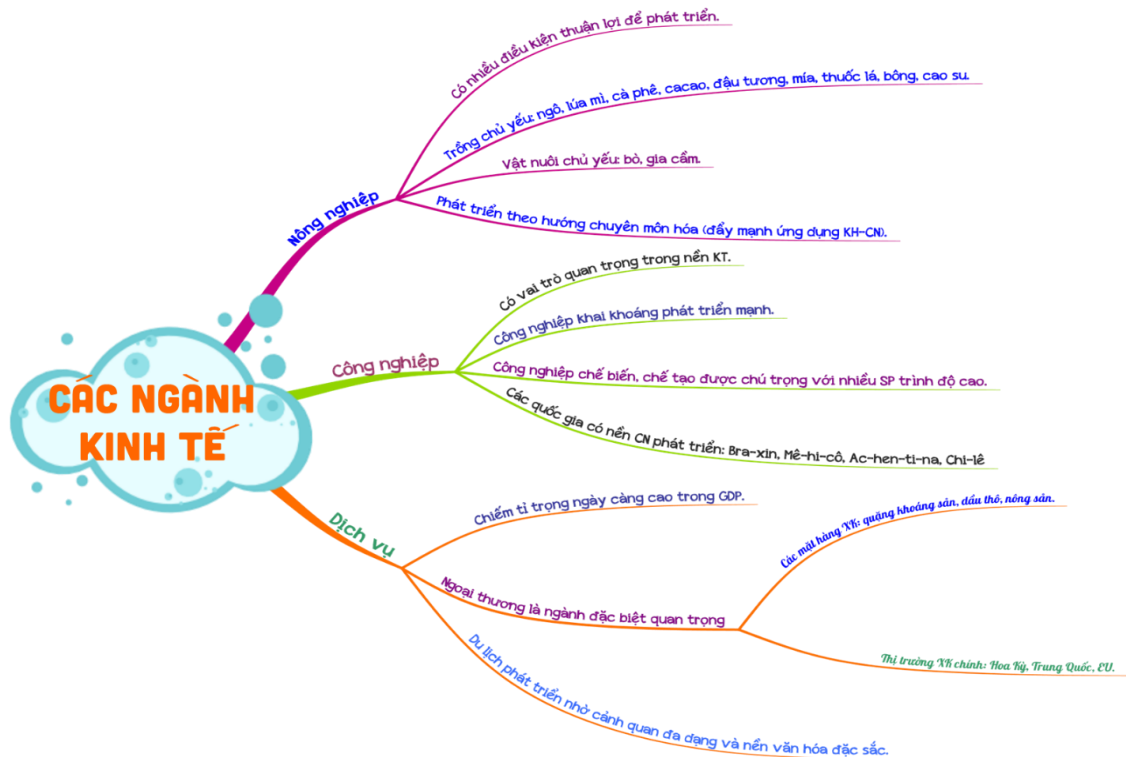 CÁC NGÀNH
KINH TẾ
Nông nghiệp
Có nhiều điều kiện thuận lợi để phát triển.
Trồng chủ yếu: ngô, lúa mì, cà phê, cacao, đậu tương, mía, thuốc lá, bông, cao su.
Vật nuôi chủ yếu: bò, gia cầm.
Phát triển theo hướng chuyên môn hóa (đẩy mạnh ứng dụng KH-CN).
Công nghiệp
Có vai trò quan trọng trong nền KT.
Công nghiệp khai khoáng phát triển mạnh.
Công nghiệp chế biến, chế tạo được chú trọng với nhiều SP trình độ cao.
Các quốc gia có nền CN phát triển: Bra-xin, Mê-hi-cô, Ac-hen-ti-na, Chi-lê
Dịch vụ
Chiếm tỉ trọng ngày càng cao trong GDP.
Ngoại thương là ngành đặc biệt quan trọng
Các mặt hàng XK: quặng khoáng sản, dầu thô, nông sản.
Thị trường XK chính: Hoa Kỳ, Trung Quốc, EU.
Du lịch phát triển nhờ cảnh quan đa dạng và nền văn hóa đặc sắc.